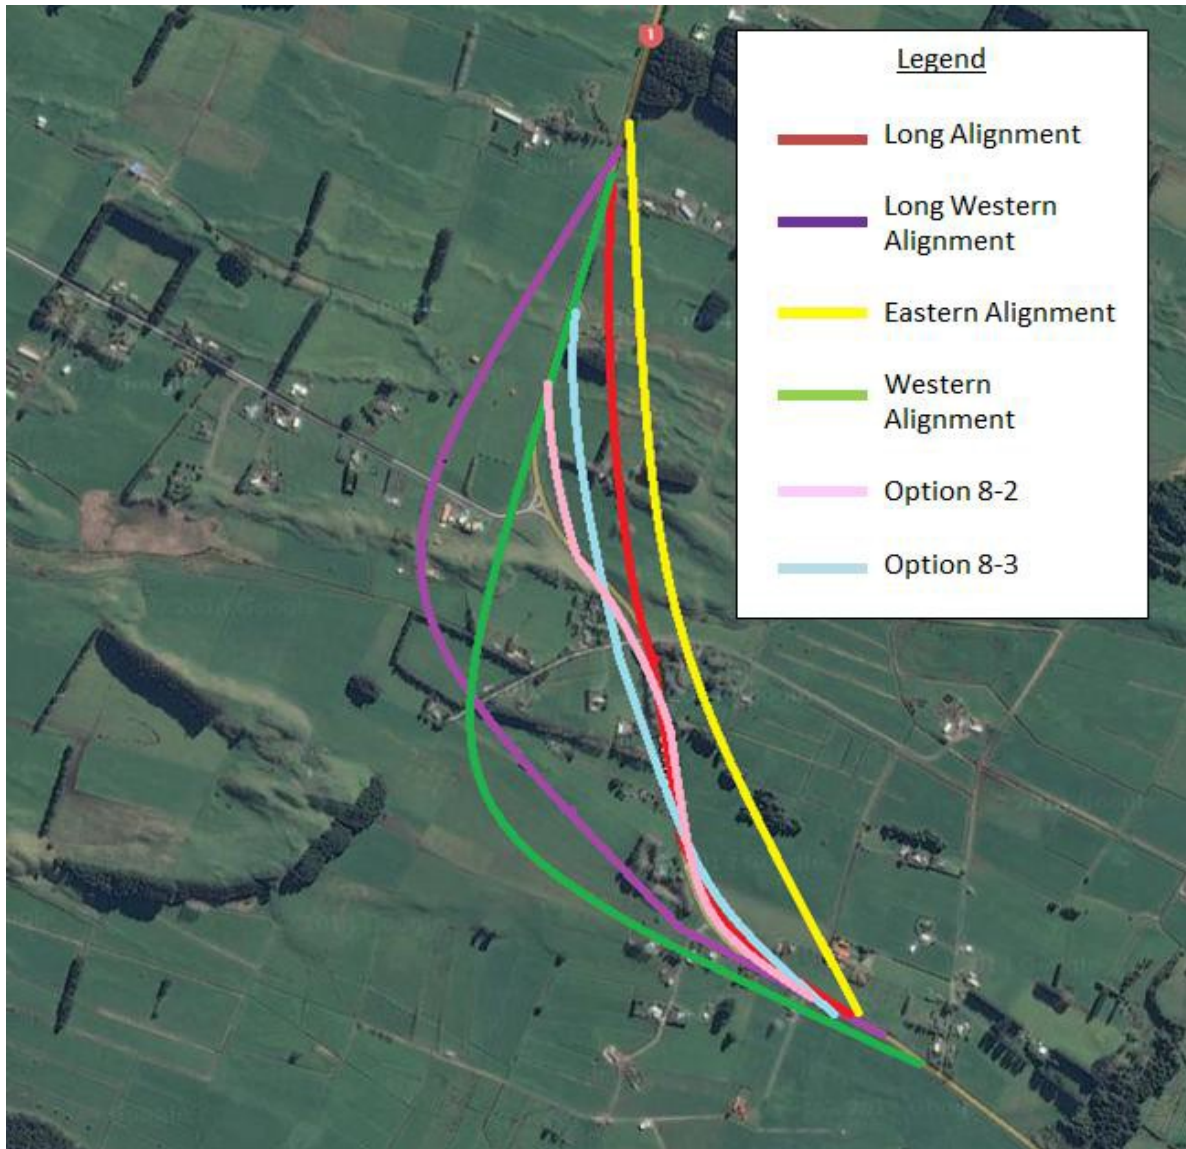 1
Legend
Long Alignment
Long Western
Alignment
Eastern Alignment
Western
Alignment
Option 8-2
Option 8-3